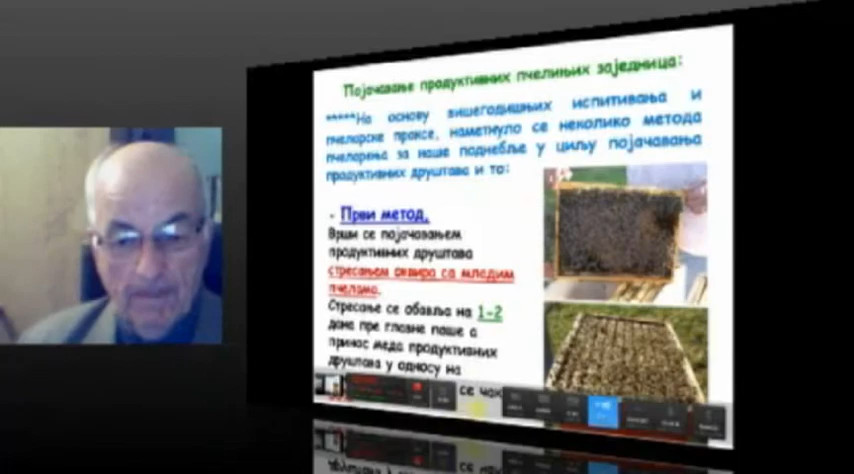 Појачавање продуктивних пчелињих заједница:
*****На основу вишегодишњих испитивања и
пчеларске праксе, наметнуло се неколико метода
пчеларења за наше поднебље у циљу појачавања
продуктивних друштава и то:
- Први метод.
Врши се појачавањем
продуктивних друштава
стресањем оквира са младим
пчелама.
Стресање се обавља на 1-2
дана пре главне паше а
принос меда продуктивних
друштава у односу на
се чак